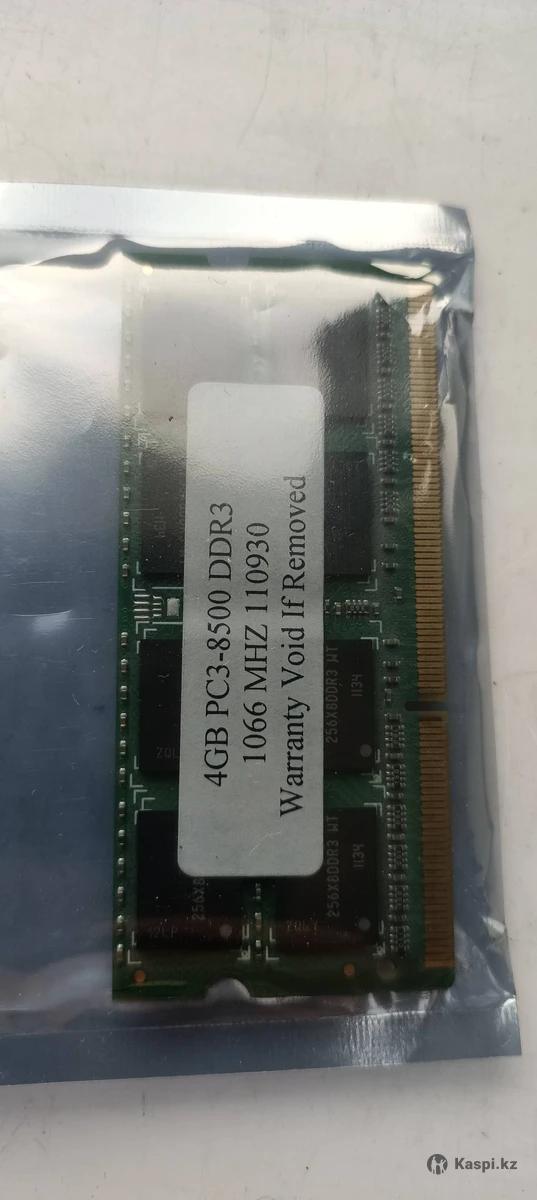 4GB PC3-8500 DDR3
1066 MHZ 110930
Warranty Void If Removed
256X8DDR3 WT
1134
256X8DDR3 WT
1134
256X8
Kaspi.kz